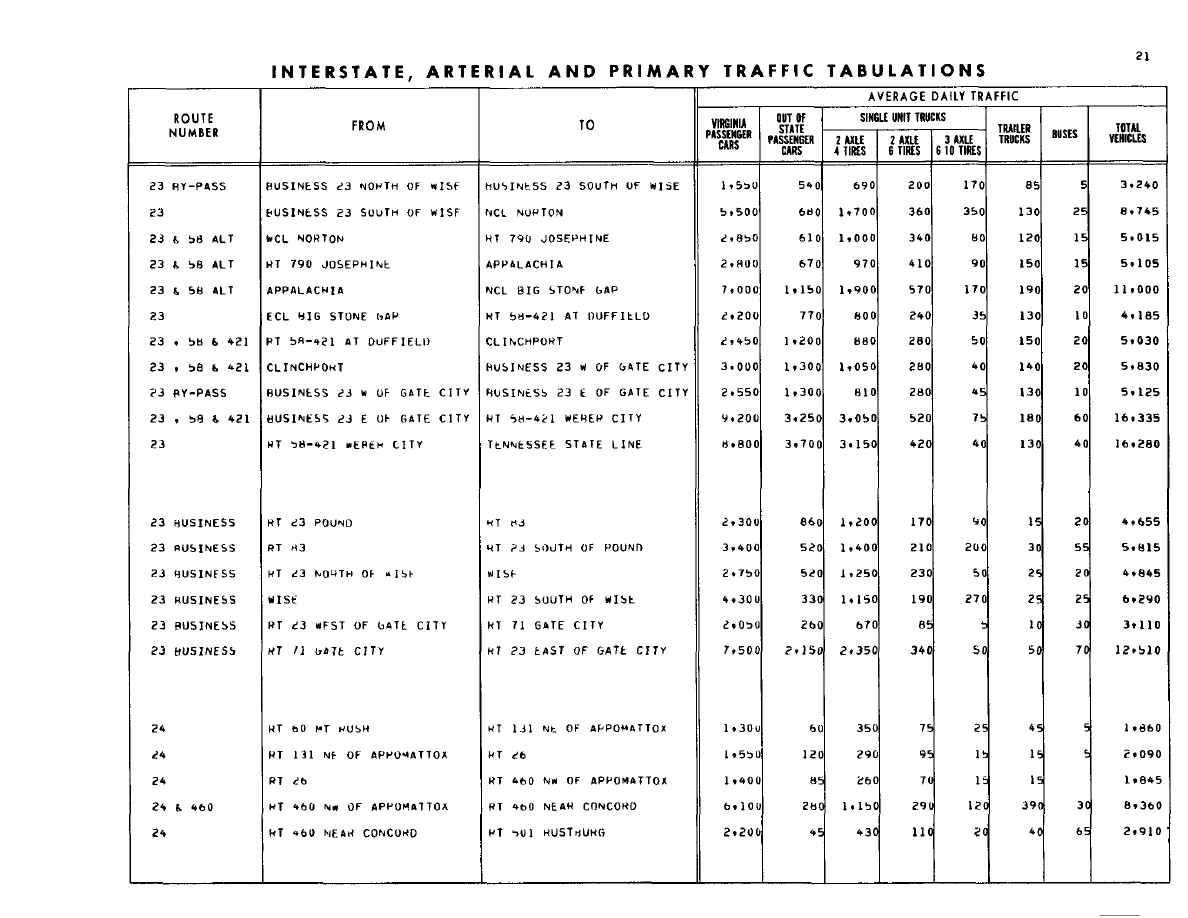 21
INTERSTATE, ARTERIAL AND PRIMARY TRAFFIC TABULATIONS
AVERAGE DAILY TRAFFIC
ROUTE NUMBER FROM TO VIRGINIA PASSENGER CARS OUT OF STATE PASSENGER CARS SINGLE UNIT TRUCKS 2 AXLE 4 TIRES 2 AXLE 6 TIRES 3 AXLE 6 10 TIRES TRAILER TRUCKS BUSES TOTAL VEHICLES
23 BY-PASS BUSINESS 23 NORTH OF WISE BUSINESS 23 SOUTH OF WISE 1,550 540 690 200 170 85 5 3,240
23 BUSINESS 23 SOUTH OF WISE NCL NORTON 5,500 680 1,700 360 350 130 25 8,745
23 & 58 ALT WCL NORTON RT 790 JOSEPHINE 2,850 610 1,000 340 80 120 15 5,015
23 & 58 ALT RT 790 JOSEPHINE APPALACHIA 2,800 670 970 410 90 150 15 5,105
23 & 58 ALT APPALACHIA NCL BIG STONE GAP 7,000 1,150 1,900 570 170 190 20 11,000
23 ECL BIG STONE GAP RT 58-421 AT DUFFIELD 2,200 770 800 240 35 130 10 4,185
23 , 58 & 421 RT 58-421 AT DUFFIELD CLINCHPORT 2,450 1,200 880 280 50 150 20 5,030
23 , 58 & 421 CLINCHPORT BUSINESS 23 W OF GATE CITY 3,000 1,300 1,050 280 40 140 20 5,830
23 BY-PASS BUSINESS 23 W OF GATE CITY BUSINESS 23 E OF GATE CITY 2,550 1,300 810 280 45 130 10 5,125
23 , 58 & 421 BUSINESS 23 E OF GATE CITY RT 58-421 WEBER CITY 9,200 3,250 3,050 520 75 180 60 16,335
23 RT 58-421 WEBER CITY TENNESSEE STATE LINE 8,800 3,700 3,150 420 40 130 40 16,280
23 BUSINESS RT 23 POUND RT 83 2,300 860 1,200 170 90 15 20 4,655
23 BUSINESS RT 83 RT 23 SOUTH OF POUND 3,400 520 1,400 210 200 30 55 5,815
23 BUSINESS RT 23 NORTH OF WISE WISE 2,750 520 1,250 230 50 25 20 4,845
23 BUSINESS WISE RT 23 SOUTH OF WISE 4,300 330 1,150 190 270 25 25 6,290
23 BUSINESS RT 23 WEST OF GATE CITY RT 71 GATE CITY 2,050 260 670 85 5 10 30 3,110
23 BUSINESS RT 71 GATE CITY RT 23 EAST OF GATE CITY 7,500 2,150 2,350 340 50 50 70 12,510
24 RT 60 MT RUSH RT 131 NE OF APPOMATTOX 1,300 60 350 75 25 45 5 1,860
24 RT 131 NE OF APPOMATTOX RT 26 1,550 120 290 95 15 15 5 2,090
24 RT 26 RT 460 NW OF APPOMATTOX 1,400 85 260 70 15 15 1,845
24 & 460 RT 460 NW OF APPOMATTOX RT 460 NEAR CONCORD 6,100 280 1,150 290 120 390 30 8,360
24 RT 460 NEAR CONCORD RT 501 RUSTBURG 2,200 45 430 110 20 40 65 2,910